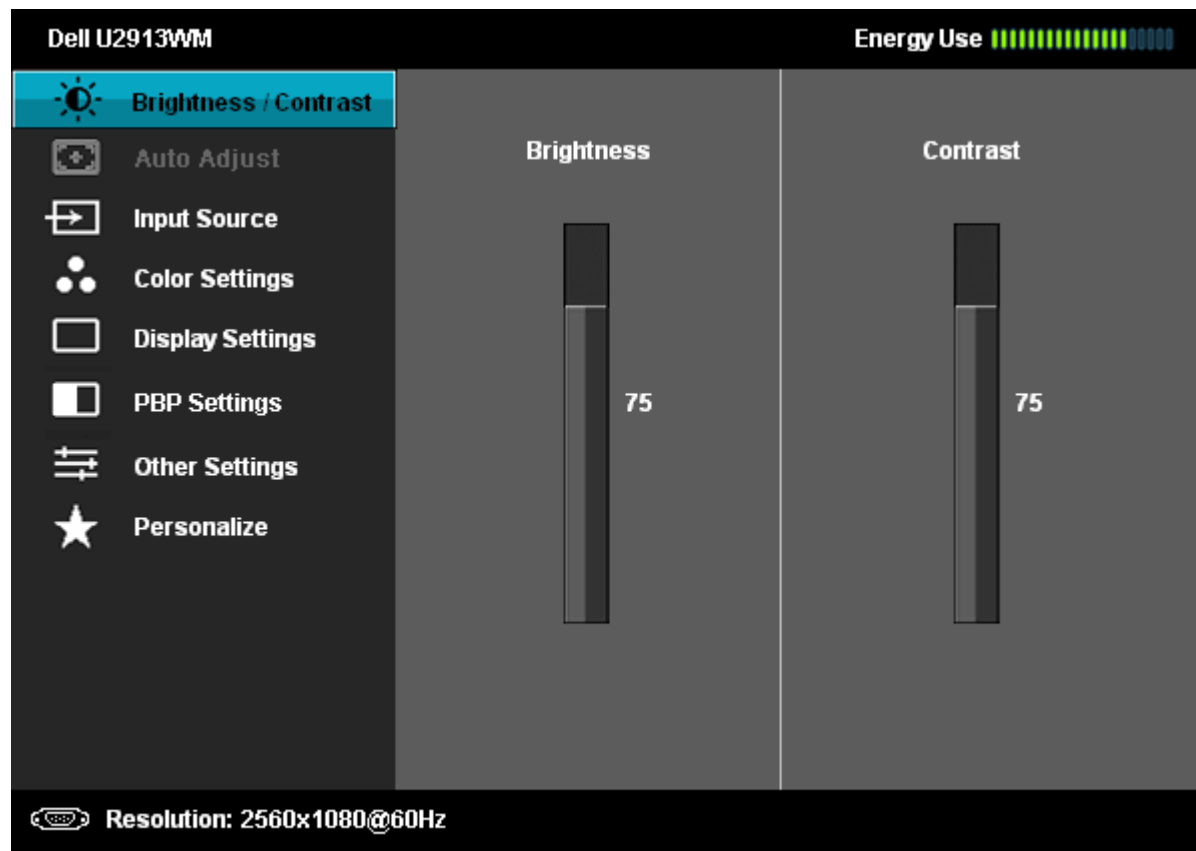 Dell U2913WM
Energy Use
Brightness / Contrast
Auto Adjust
Input Source
Color Settings
Display Settings
PBP Settings
Other Settings
Personalize
Brightness
75
Contrast
75
Resolution: 2560x1080@60Hz